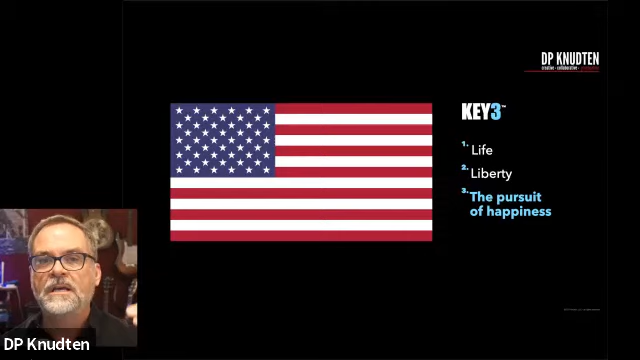 DP KNUDTEN
KEY3™
1. Life
2. Liberty
3. The pursuit
of happiness
DP Knudten